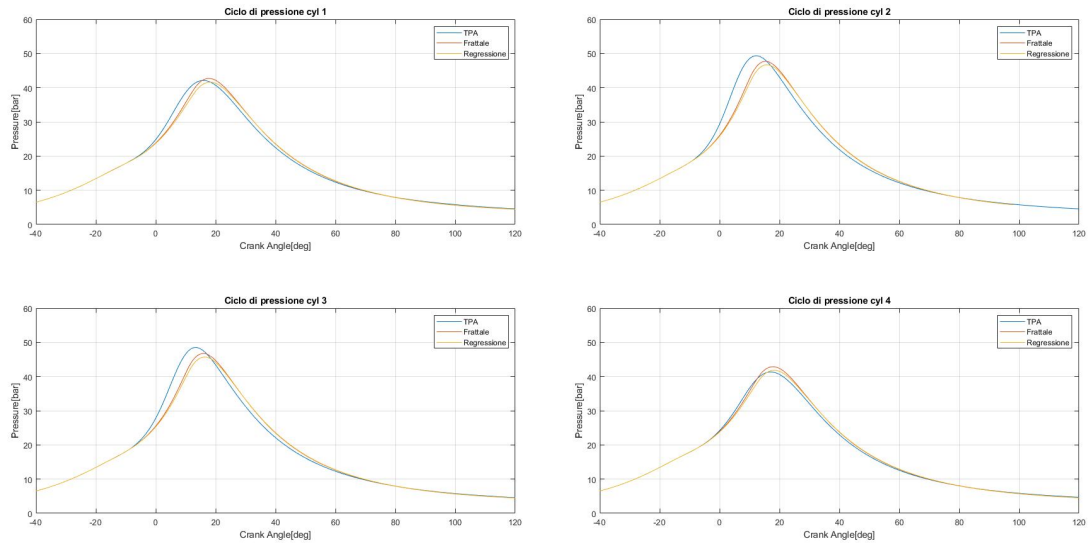 Ciclo di pressione cyl 1
60
50
40
30
20
10
0
Pressure[bar]
TPA
Frattale
Regressione
-40 -20 0 20 40 60 80 100 120
Crank Angle[deg]
Ciclo di pressione cyl 2
60
50
40
30
20
10
0
Pressure[bar]
TPA
Frattale
Regressione
-40 -20 0 20 40 60 80 100 120
Crank Angle[deg]
Ciclo di pressione cyl 3
60
50
40
30
20
10
0
Pressure[bar]
TPA
Frattale
Regressione
-40 -20 0 20 40 60 80 100 120
Crank Angle[deg]
Ciclo di pressione cyl 4
60
50
40
30
20
10
0
Pressure[bar]
TPA
Frattale
Regressione
-40 -20 0 20 40 60 80 100 120
Crank Angle[deg]